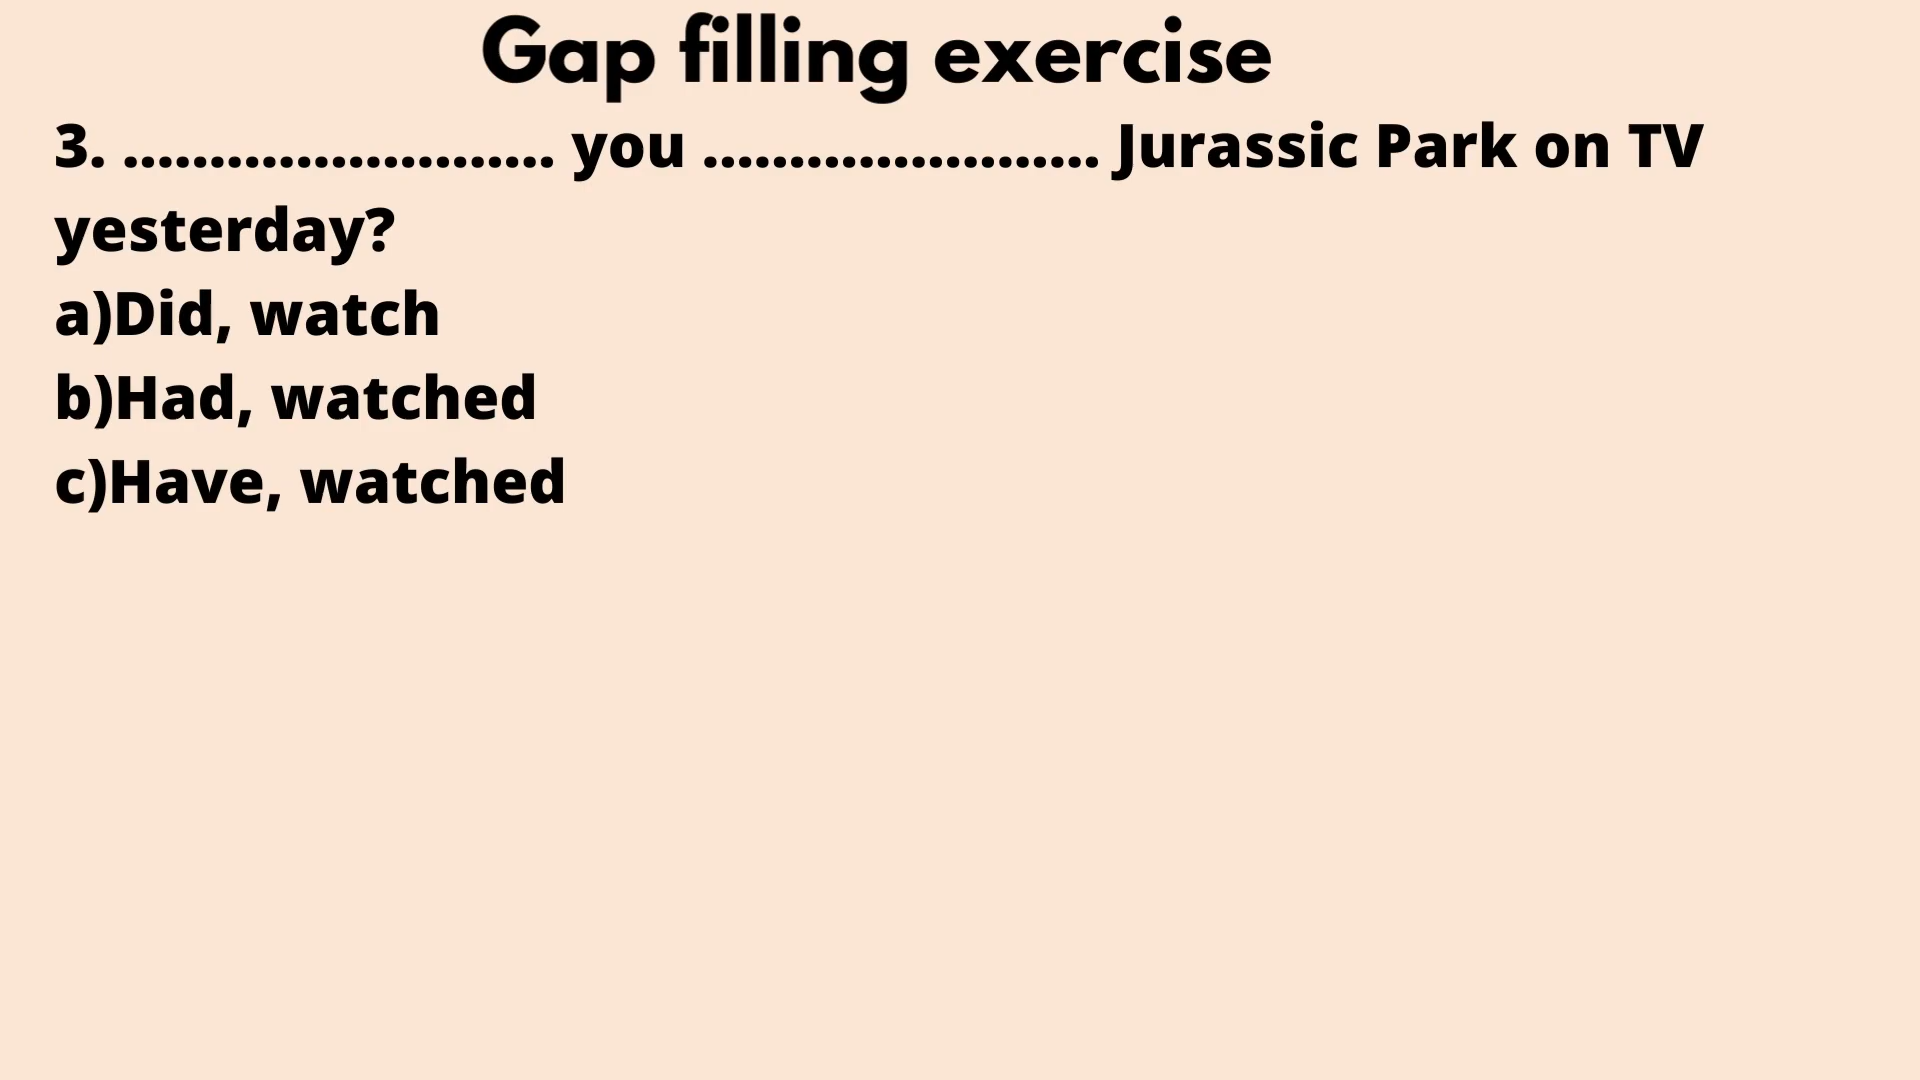 Gap filling exercise
3. ......................... you ....................... Jurassic Park on TV
yesterday?
a)Did, watch
b)Had, watched
c)Have, watched